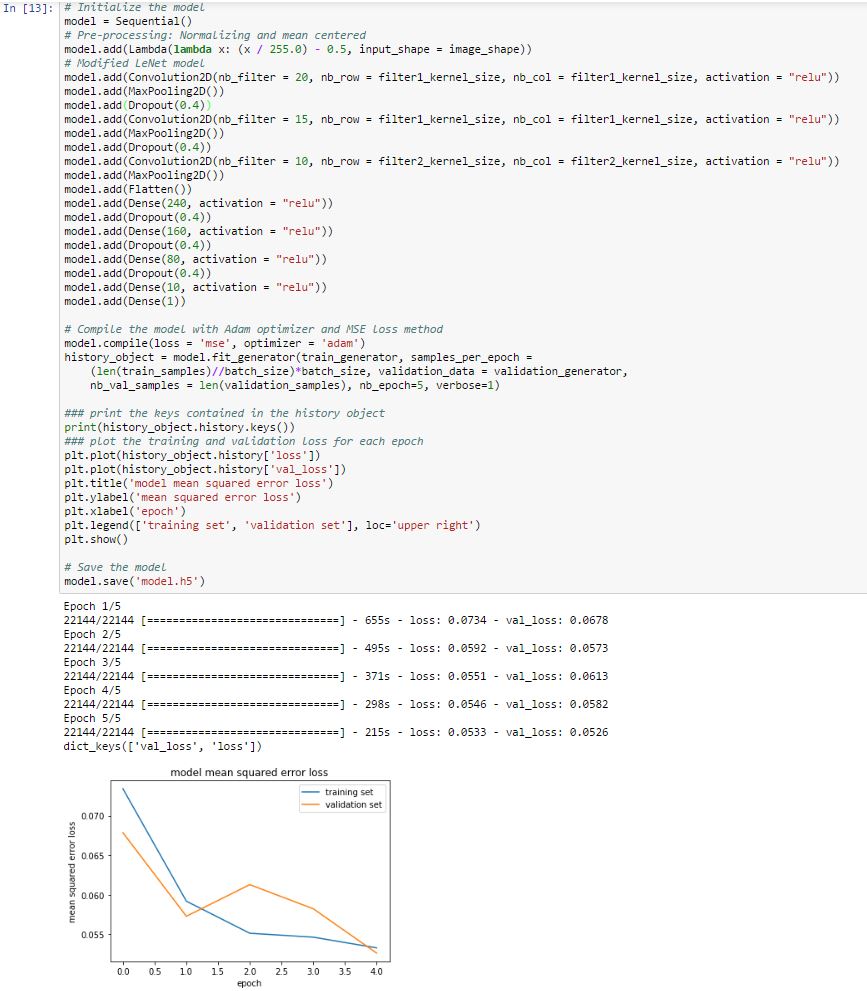 In [13]: # Initialize the model
model = Sequential()
# Pre-processing: Normalizing and mean centered
model.add(Lambda(lambda x: (x / 255.0) - 0.5, input_shape = image_shape))
# Modified LeNet model
model.add(Convolution2D(nb_filter = 20, nb_row = filter1_kernel_size, nb_col = filter1_kernel_size, activation = "relu"))
model.add(MaxPooling2D())
model.add(Dropout(0.4))
model.add(Convolution2D(nb_filter = 15, nb_row = filter1_kernel_size, nb_col = filter1_kernel_size, activation = "relu"))
model.add(MaxPooling2D())
model.add(Dropout(0.4))
model.add(Convolution2D(nb_filter = 10, nb_row = filter2_kernel_size, nb_col = filter2_kernel_size, activation = "relu"))
model.add(MaxPooling2D())
model.add(Flatten())
model.add(Dense(240, activation = "relu"))
model.add(Dropout(0.4))
model.add(Dense(160, activation = "relu"))
model.add(Dropout(0.4))
model.add(Dense(80, activation = "relu"))
model.add(Dropout(0.4))
model.add(Dense(10, activation = "relu"))
model.add(Dense(1))
# Compile the model with Adam optimizer and MSE Loss method
model.compile(loss = 'mse', optimizer = 'adam')
history_object = model.fit_generator(train_generator, samples_per_epoch =
(len(train_samples)//batch_size)*batch_size, validation_data = validation_generator,
nb_val_samples = len(validation_samples), nb_epoch=5, verbose=1)
### print the keys contained in the history object
print(history_object.history.keys())
### plot the training and validation loss for each epoch
plt.plot(history_object.history['loss'])
plt.plot(history_object.history['val_loss'])
plt.title('model mean squared error loss')
plt.ylabel('mean squared error loss')
plt.xlabel('epoch')
plt.legend(['training set', 'validation set'], loc='upper right')
plt.show()
# Save the model
model.save('model.h5')
Epoch 1/5
22144/22144 [==============================] - 655s - loss: 0.0734 - val_loss: 0.0678
Epoch 2/5
22144/22144 [==============================] - 495s - loss: 0.0592 - val_loss: 0.0573
Epoch 3/5
22144/22144 [==============================] - 371s - loss: 0.0551 - val_loss: 0.0613
Epoch 4/5
22144/22144 [==============================] - 298s - loss: 0.0546 - val_loss: 0.0582
Epoch 5/5
22144/22144 [==============================] - 215s - loss: 0.0533 - val_loss: 0.0526
dict_keys(['val_loss', 'loss'])
model mean squared error loss
training set
validation set
0.070
0.065
0.060
0.055
mean squared error loss
0.0 0.5 1.0 1.5 2.0 2.5 3.0 3.5 4.0
epoch